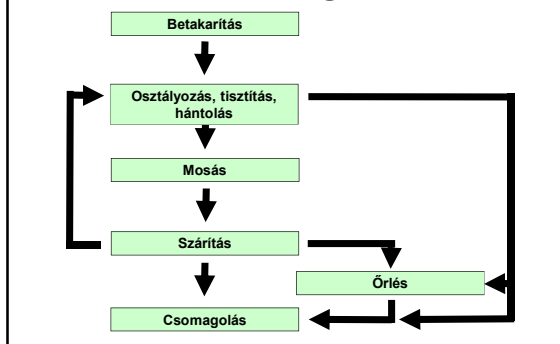 Betakarítás
Osztályozás, tisztítás,
hántolás
Mosás
Szárítás
Őrlés
Csomagolás